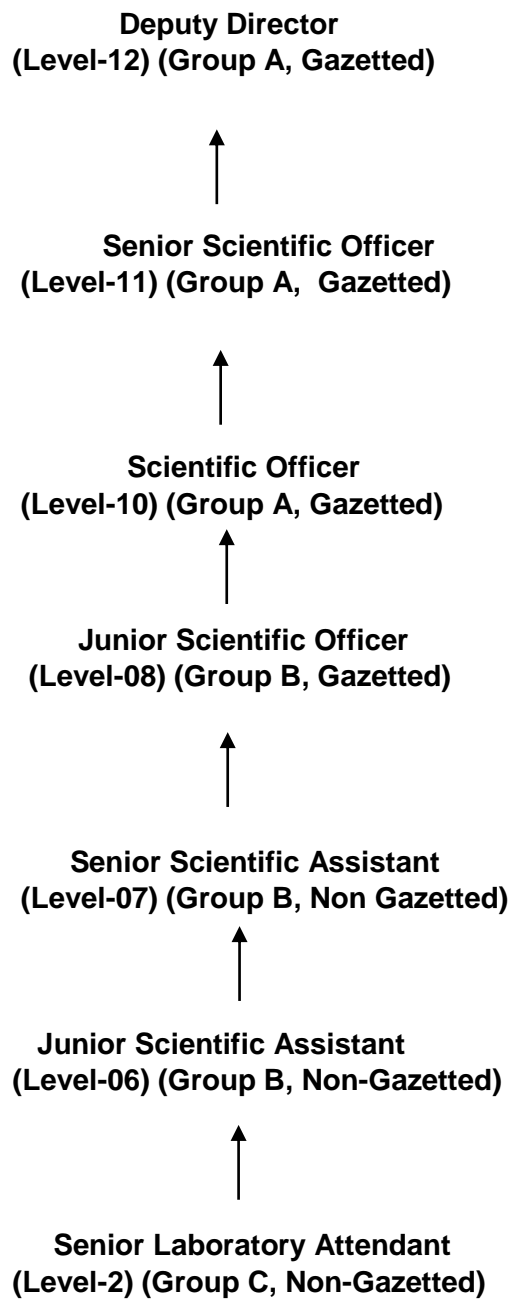 Deputy Director
(Level-12) (Group A, Gazetted)
Senior Scientific Officer
(Level-11) (Group A, Gazetted)
Scientific Officer
(Level-10) (Group A, Gazetted)
Junior Scientific Officer
(Level-08) (Group B, Gazetted)
Senior Scientific Assistant
(Level-07) (Group B, Non Gazetted)
Junior Scientific Assistant
(Level-06) (Group B, Non-Gazetted)
Senior Laboratory Attendant
(Level-2) (Group C, Non-Gazetted)